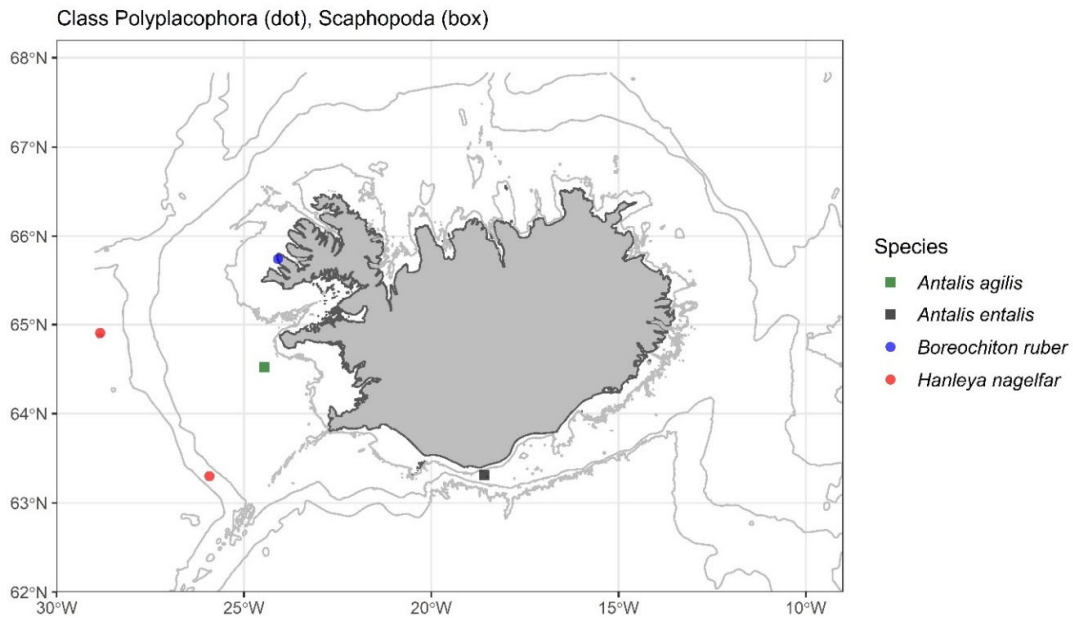 Class Polyplacophora (dot), Scaphopoda (box)
68°N
67°N
66°N
65°N
64°N
63°N
62°N
30°W
25°W
20°W
15°W
10°W
Species
Antalis agilis
Antalis entalis
Boreochiton ruber
Hanleya nagelfar